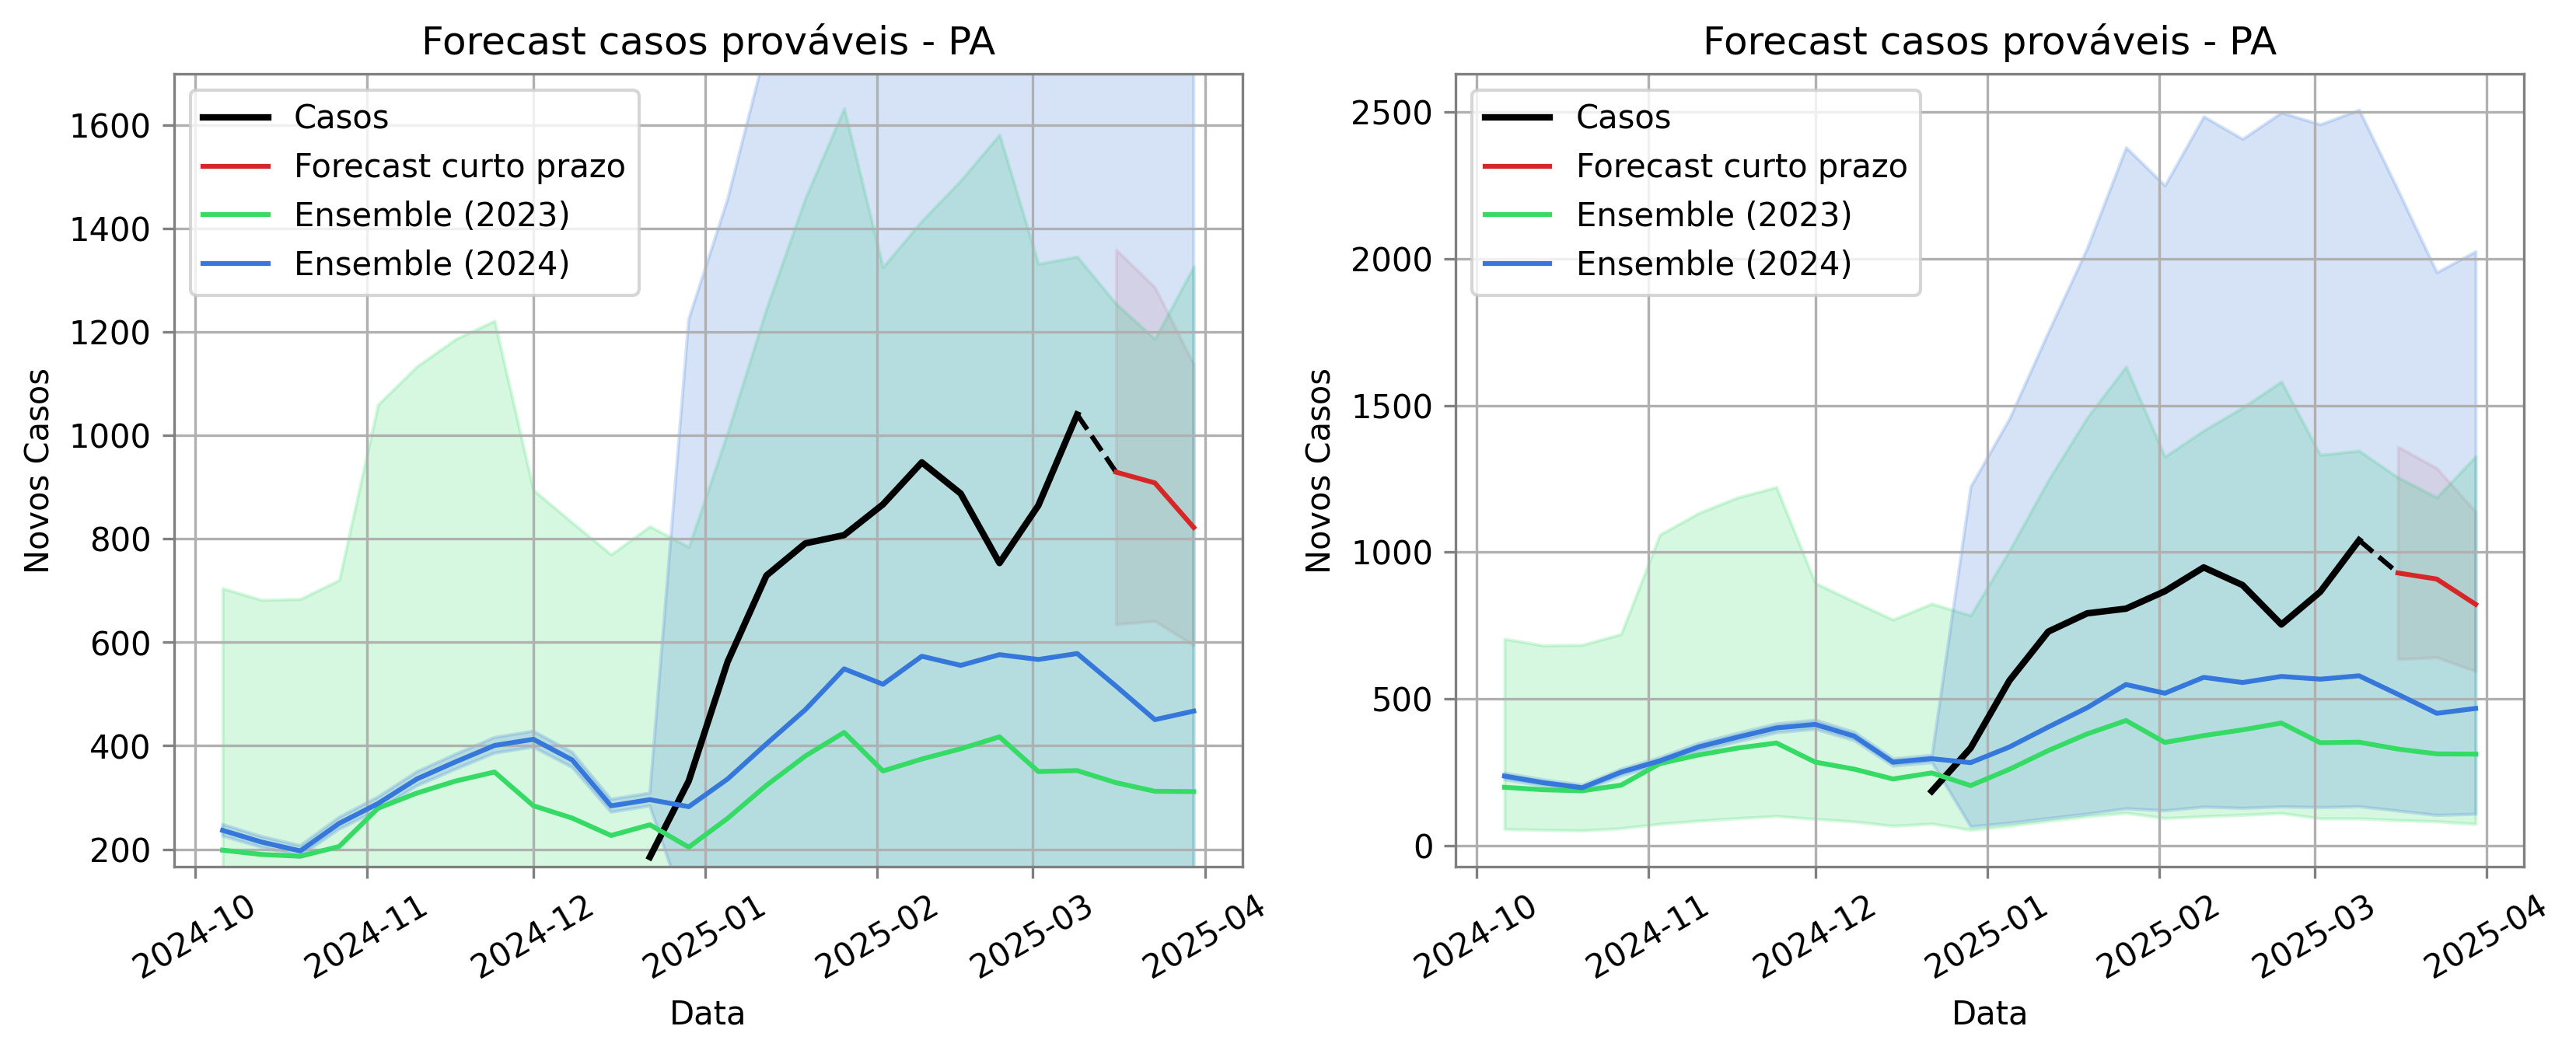 Forecast casos prováveis - PA
Novos Casos
1600
1400
1200
1000
800
600
400
200
Casos
Forecast curto prazo
Ensemble (2023)
Ensemble (2024)
2024-10
2024-11
2024-12
2025-01
2025-02
2025-03
2025-04
Data
Forecast casos prováveis - PA
Novos Casos
2500
2000
1500
1000
500
0
Casos
Forecast curto prazo
Ensemble (2023)
Ensemble (2024)
2024-10
2024-11
2024-12
2025-01
2025-02
2025-03
2025-04
Data